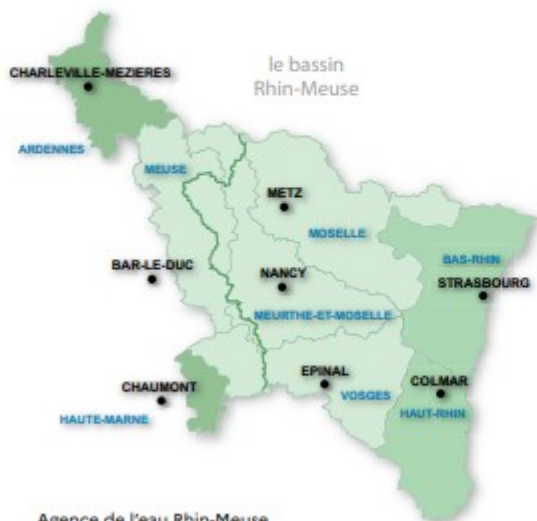 le bassin
Rhin-Meuse
CHARLEVILLE-MEZIERES
ARDENNES
MEUSE
METZ
MOSELLE
BAS-RHIN
BAR-LE-DUC
NANCY
STRASBOURG
MEURTHE-ET-MOSELLE
EPINAL
CHAUMONT
VOSGES
COLMAR
HAUTE-MARNE
HAUT-RHIN
Agence de l'eau Rhin-Meuse